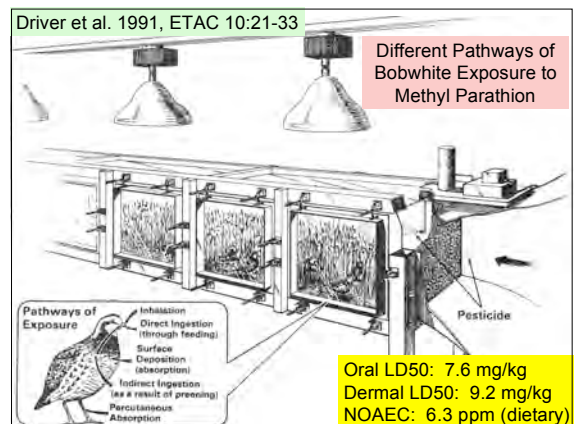 Driver et al. 1991, ETAC 10:21-33
Different Pathways of
Bobwhite Exposure to
Methyl Parathion
Pesticide
Pathways of
Exposure
Inhalation
Direct Ingestion
(through feeding)
Surface
Deposition
(absorption)
Indirect Ingestion
(as a result of preening)
Percutaneous
Absorption
Oral LD50: 7.6 mg/kg
Dermal LD50: 9.2 mg/kg
NOAEC: 6.3 ppm (dietary)